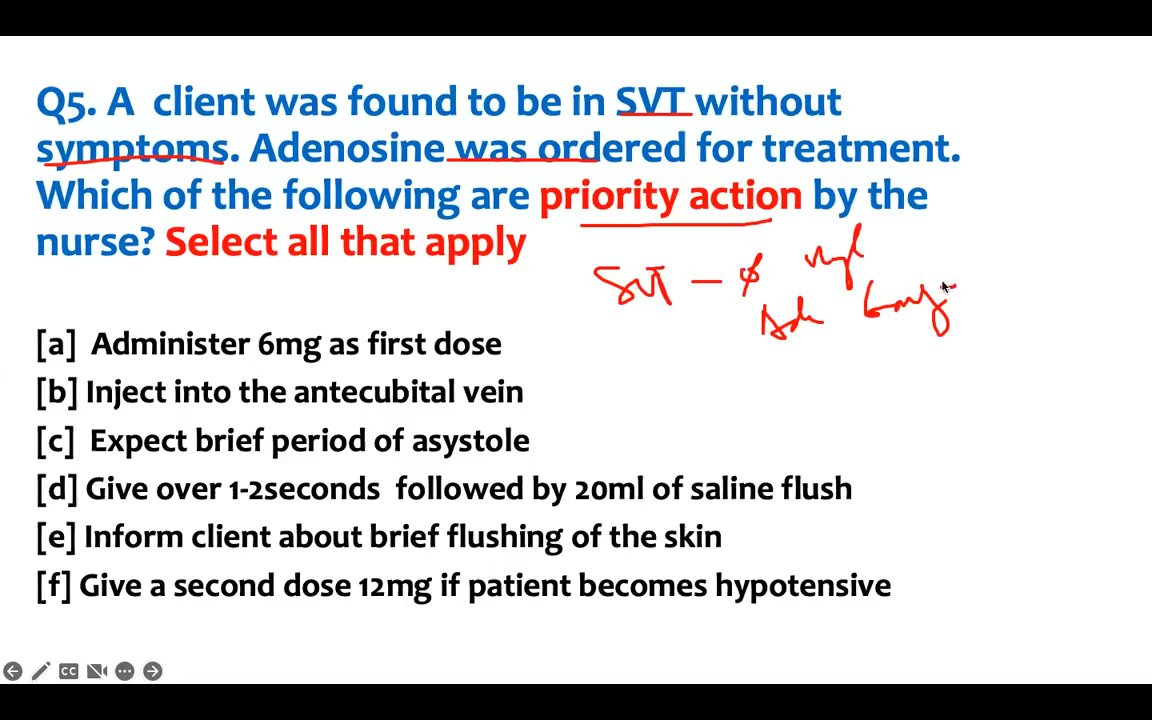 Q5. A client was found to be in SVT without
symptoms. Adenosine was ordered for treatment.
Which of the following are priority action by the
nurse? Select all that apply
SVT –
[a] Administer 6mg as first dose
[b] Inject into the antecubital vein
[c] Expect brief period of asystole
[d] Give over 1-2seconds followed by 20ml of saline flush
[e] Inform client about brief flushing of the skin
[f] Give a second dose 12mg if patient becomes hypotensive
CC